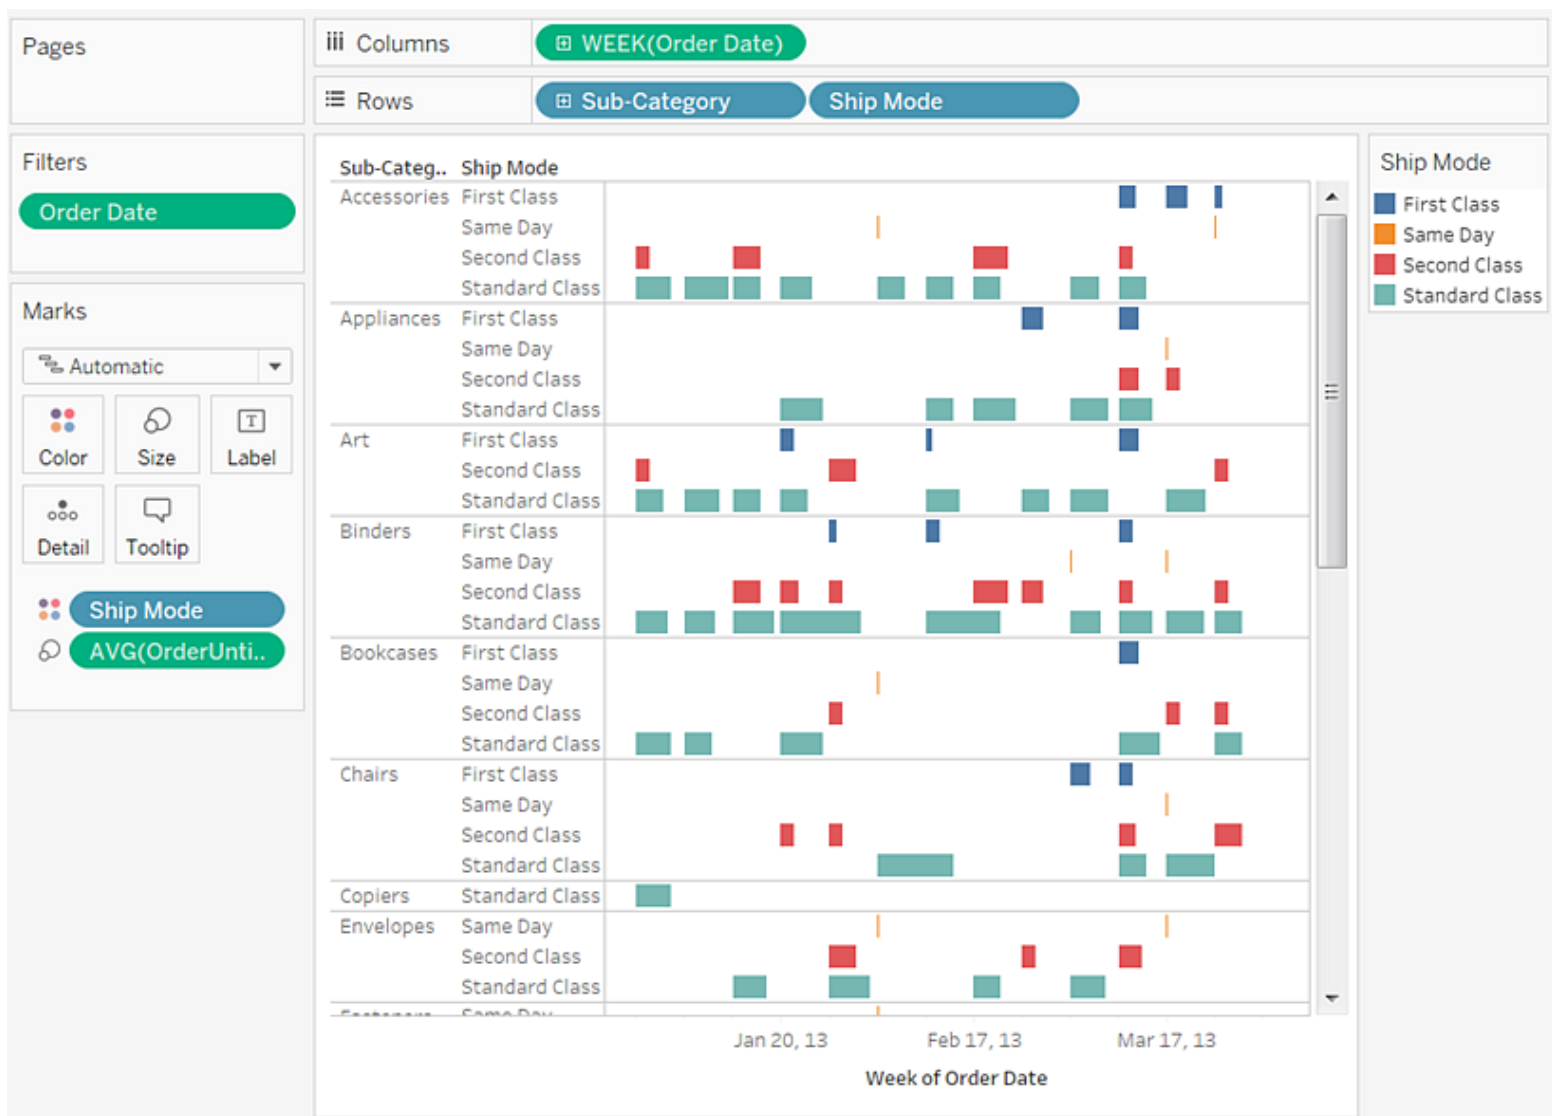 Pages
Columns
WEEK(Order Date)
Rows
Sub-Category
Ship Mode
Filters
Order Date
Marks
Automatic
Color
Size
Label
Detail
Tooltip
Ship Mode
AVG(OrderUnti..
Sub-Categ.. Ship Mode
Accessories First Class
Same Day
Second Class
Standard Class
Appliances First Class
Same Day
Second Class
Standard Class
Art First Class
Second Class
Standard Class
Binders First Class
Same Day
Second Class
Standard Class
Bookcases First Class
Same Day
Second Class
Standard Class
Chairs First Class
Same Day
Second Class
Standard Class
Copiers Standard Class
Envelopes Same Day
Second Class
Standard Class
Fasteners Same Day
Jan 20, 13
Feb 17, 13
Mar 17, 13
Week of Order Date
Ship Mode
First Class
Same Day
Second Class
Standard Class